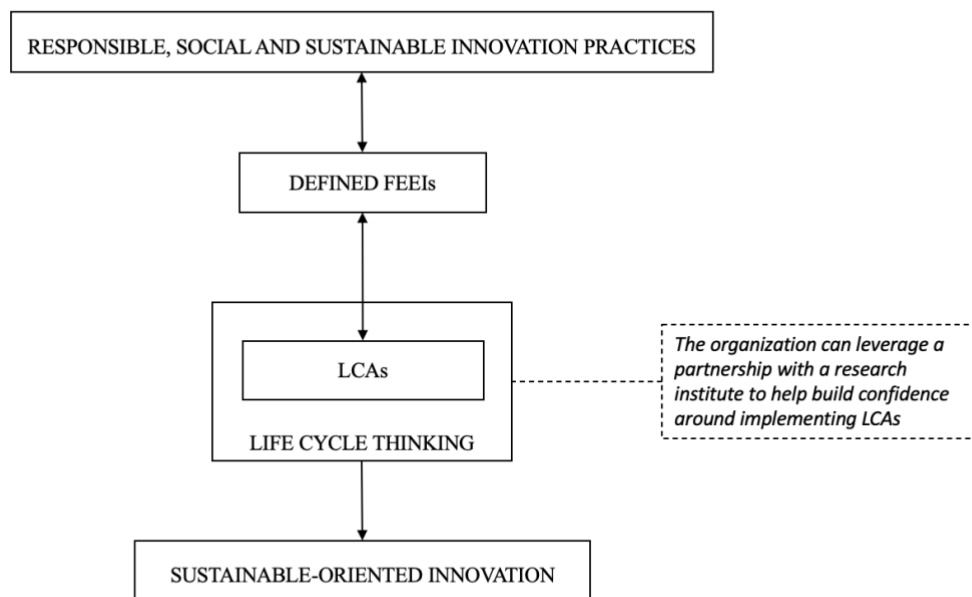 RESPONSIBLE, SOCIAL AND SUSTAINABLE INNOVATION PRACTICES
DEFINED FEEIs
LCAs
LIFE CYCLE THINKING
The organization can leverage a
partnership with a research
institute to help build confidence
around implementing LCAs
SUSTAINABLE-ORIENTED INNOVATION